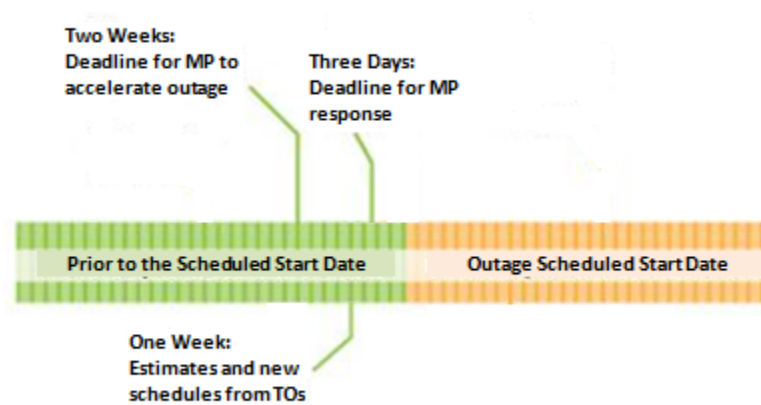 Two Weeks:
Deadline for MP to
accelerate outage
Three Days:
Deadline for MP
response
Prior to the Scheduled Start Date
Outage Scheduled Start Date
One Week:
Estimates and new
schedules from TOs